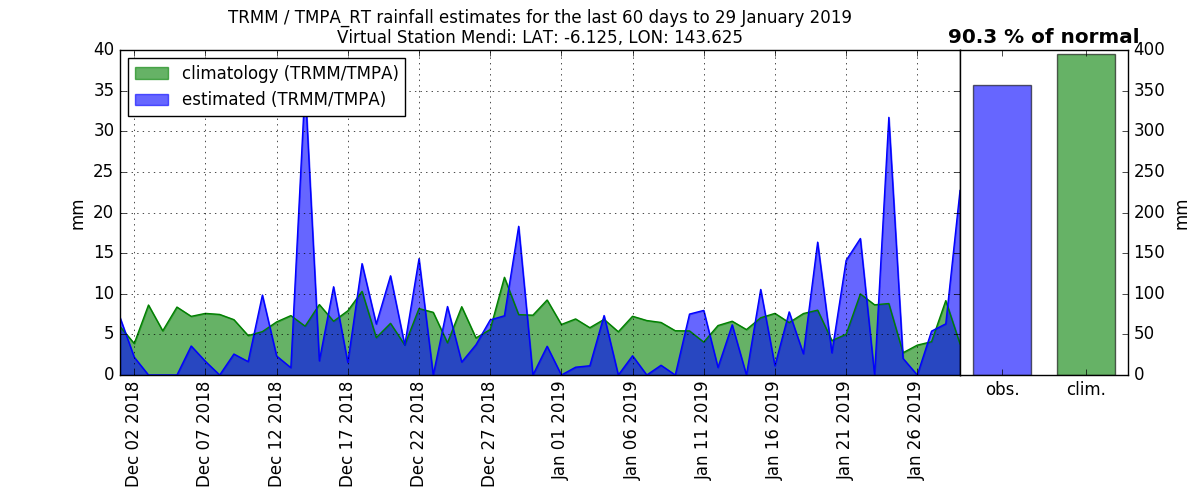 TRMM / TMPA_RT rainfall estimates for the last 60 days to 29 January 2019
Virtual Station Mendi: LAT: -6.125, LON: 143.625
90.3 % of normal
climatology (TRMM/TMPA)
estimated (TRMM/TMPA)
40
35
30
25
20
15
10
5
0
mm
Dec 02 2018
Dec 07 2018
Dec 12 2018
Dec 17 2018
Dec 22 2018
Dec 27 2018
Jan 01 2019
Jan 06 2019
Jan 11 2019
Jan 16 2019
Jan 21 2019
Jan 26 2019
400
350
300
250
200
150
100
50
0
mm
obs.
clim.